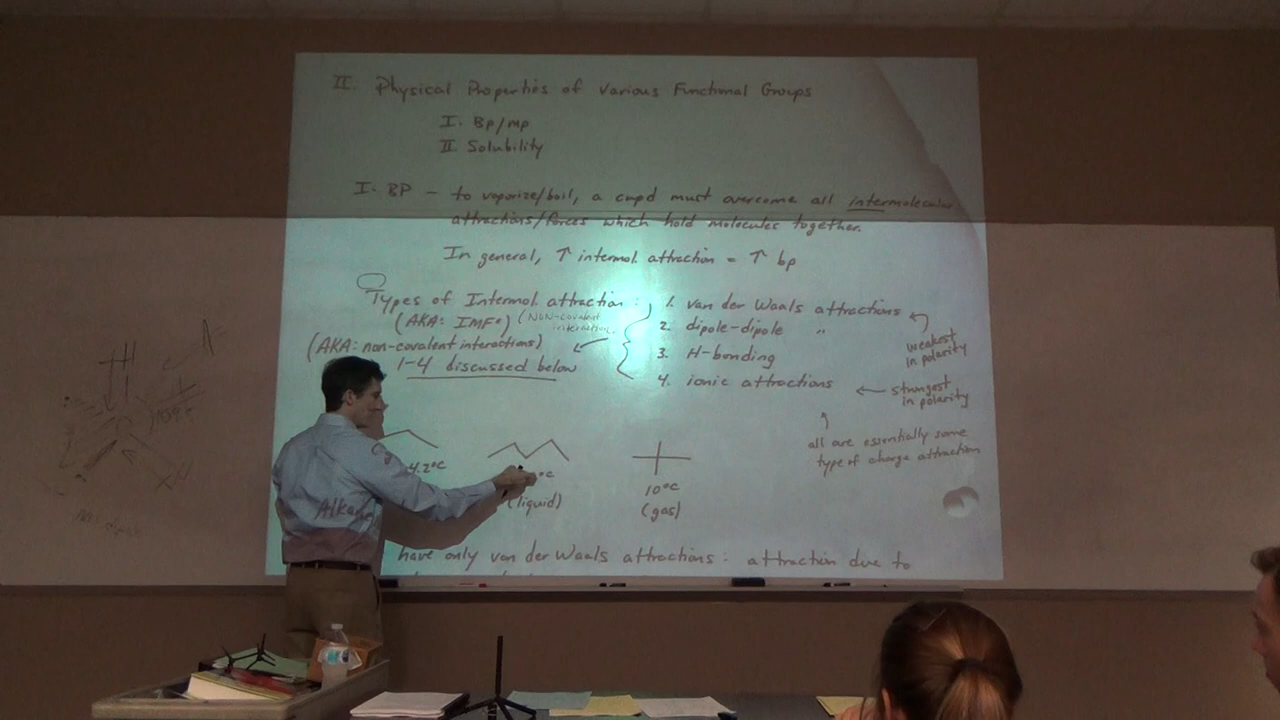 II. Physical Properties of Various Functional Groups
I. Bp/mp
II. Solubility
I. BP - to vaporize/boil, a cmpd must overcome all intermolecular
attractions/forces which hold molecules together.
In general, ↑ intermol. attraction = ↑ bp
Types of Intermol. attraction:
(AKA: IMFs) (NON-covalent
interaction)
(AKA: non-covalent interactions)
1-4 discussed below
1. van der Waals attractions
2. dipole-dipole "
3. H-bonding
4. ionic attractions
weakest
in polarity
strongest
in polarity
all are essentially some
type of charge attraction
4.2°C
°C
(liquid)
10°C
(gas)
Alkane
have only van der Waals attractions: attraction due to